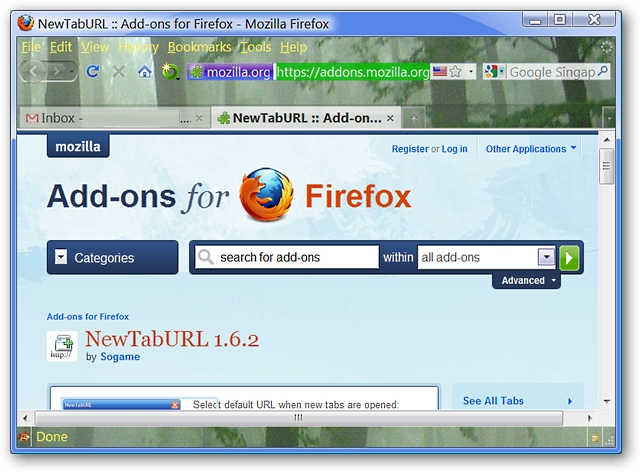 NewTabURL :: Add-ons for Firefox - Mozilla Firefox
File Edit View History Bookmarks Tools Help
mozilla.org https://addons.mozilla.org Google Singap
Inbox - .... NewTabURL :: Add-on...
mozilla
Register or Log in Other Applications
Add-ons for Firefox
Categories search for add-ons within all add-ons
Advanced
Add-ons for Firefox
NewTabURL 1.6.2
http://
by Sogame
NewTabURL Select default URL when new tabs are opened: See All Tabs
Done